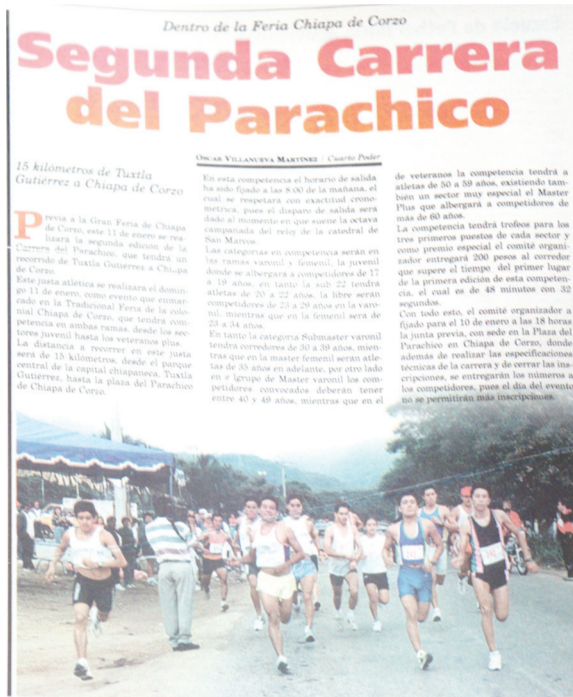 Dentro de la Feria Chiapa de Corzo
Segunda Carrera
del Parachico
15 kilómetros de Tuxtla
Gutiérrez a Chiapa de Corzo
Previa a la Gran Feria de Chiapa
de Corzo, este 11 de enero se rea-
lizara la segunda edicion de la
Carrera del Parachico, que tendra un
recorrido de Tuxtla Gutierrez a Chiapa
de Corzo.
Este justa atlética se realizara el domin-
go 11 de enero, como evento que enmar-
cado en la Tradicional Feria de la colo-
nial Chiapa de Corzo, que tendra com-
petencia en ambas ramas, desde los sec-
tores juvenil hasta los veteranos plus.
La distancia a recorrer en este justa
será de 15 kilómetros, desde el parque
central de la capital chiapaneca, Tuxtla
Gutiérrez, hasta la plaza del Parachico
de Chiapa de Corzo.
OSCAR VILLANUEVA MARTÍNEZ / Cuarto Poder
En esta competencia el horario de salida
ha sido fijado a las 8:00 de la mañana, el
cual se respetará con exactitud crono-
métrica, pues el disparo de salida será
dado al momento en que suene la octava
campanada del reloj de la catedral de
San Marcos.
Las categorias en competencia serán en
las ramas varonil y femenil, la juvenil
donde se albergara a competidores de 17
a 19 años, en tanto la sub 22 tendrá
atletas de 20 a 22 años, la libre serán
competidores de 23 a 29 años en la varo-
nil, mientras que en la femenil será de
23 a 34 años.
En tanto la categoria Submaster varonil
tendrá corredores de 30 a 39 años, mien-
tras que en la master femenil serán atle-
tas de 35 años en adelante, por otro lado
en e lgrupo de Master varonil los com-
petidores convocados deberán tener
entre 40 y 49 años, mientras que en el
de veteranos la competencia tendrá a
atletas de 50 a 59 años, existiendo tam-
bién un sector muy especial el Master
Plus que albergará a competidores de
más de 60 años.
La competencia tendrá trofeos para los
tres primeros puestos de cada sector y
como premio especial el comité organi-
zador entregará 200 pesos al corredor
que supere el tiempo del primer lugar
de la primera edición de esta competen-
cia, el cual es de 48 minutos con 32
segundos.
Con todo esto, el comité organizador a
fijado para el 10 de enero a las 18 horas
la junta previa, con sede en la Plaza del
Parachico en Chiapa de Corzo, donde
además de realizar las especificaciones
técnicas de la carrera y de cerrar las ins-
cripciones, se entregarán los números a
los competidores, pues el día del evento
no se permitirán más inscripciones.